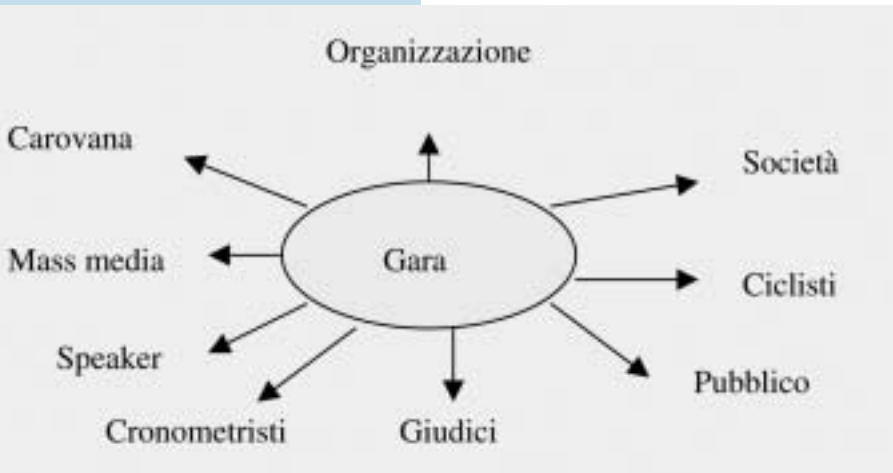 Organizzazione
Carovana
Società
Mass media
Gara
Ciclisti
Speaker
Pubblico
Cronometristi
Giudici